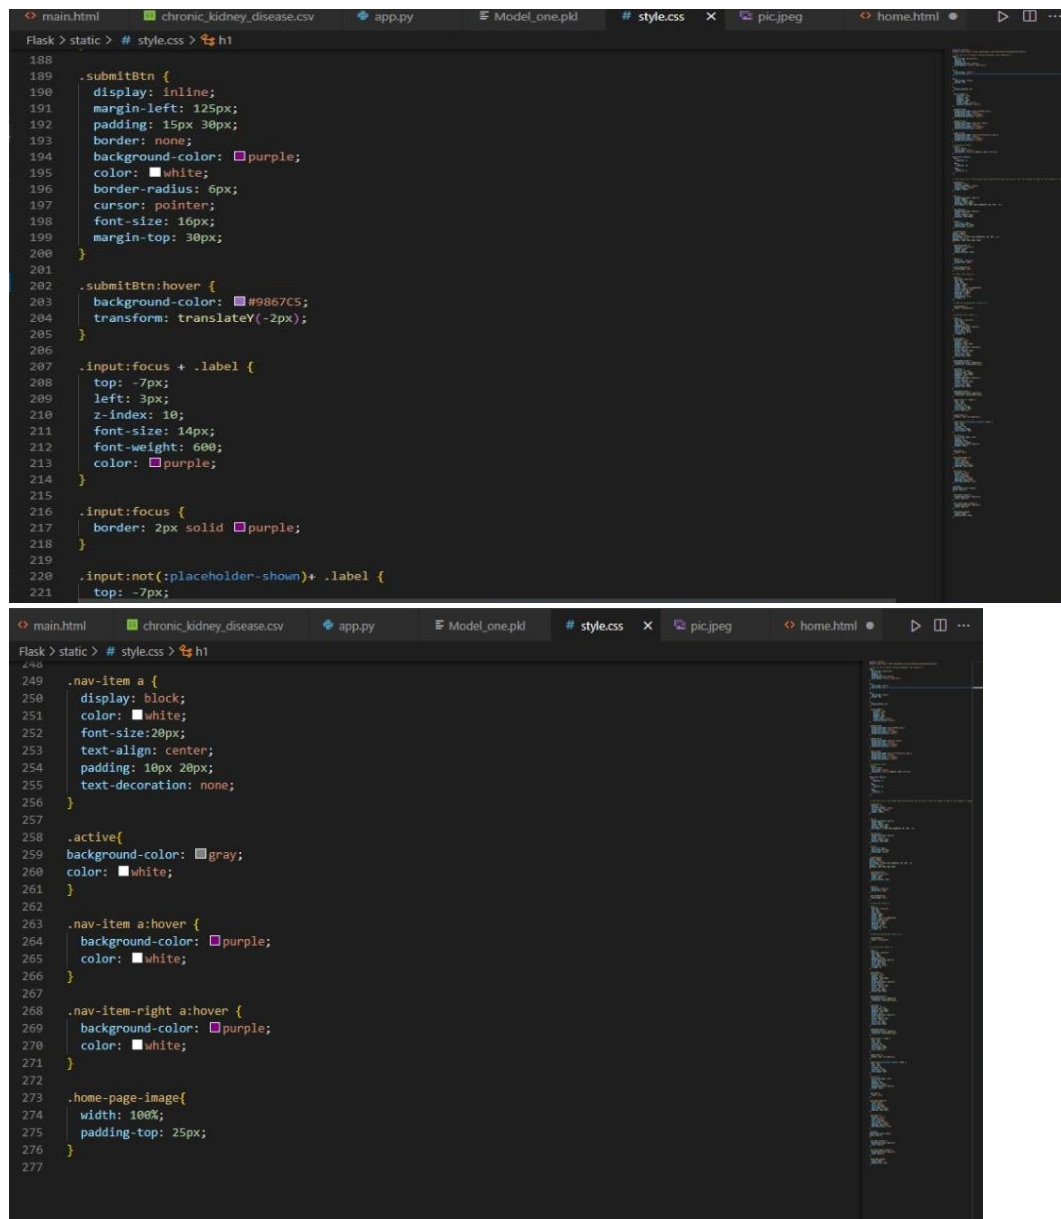 main.html chronic_kidney_disease.csv app.py Model_one.pkl # style.css X pic.jpeg home.html
Flask > static > # style.css > h1
188
189 .submitBtn {
190 display: inline;
191 margin-left: 125px;
192 padding: 15px 30px;
193 border: none;
194 background-color: purple;
195 color: white;
196 border-radius: 6px;
197 cursor: pointer;
198 font-size: 16px;
199 margin-top: 30px;
200 }
201
202 .submitBtn:hover {
203 background-color: #9867C5;
204 transform: translateY(-2px);
205 }
206
207 .input:focus + .label {
208 top: -7px;
209 left: 3px;
210 z-index: 10;
211 font-size: 14px;
212 font-weight: 600;
213 color: purple;
214 }
215
216 .input:focus {
217 border: 2px solid purple;
218 }
219
220 .input:not(:placeholder-shown)+ .label {
221 top: -7px;
main.html chronic_kidney_disease.csv app.py Model_one.pkl # style.css X pic.jpeg home.html
Flask > static > # style.css > h1
248
249 .nav-item a {
250 display: block;
251 color: white;
252 font-size:20px;
253 text-align: center;
254 padding: 10px 20px;
255 text-decoration: none;
256 }
257
258 .active{
259 background-color: gray;
260 color: white;
261 }
262
263 .nav-item a:hover {
264 background-color: purple;
265 color: white;
266 }
267
268 .nav-item-right a:hover {
269 background-color: purple;
270 color: white;
271 }
272
273 .home-page-image{
274 width: 100%;
275 padding-top: 25px;
276 }
277